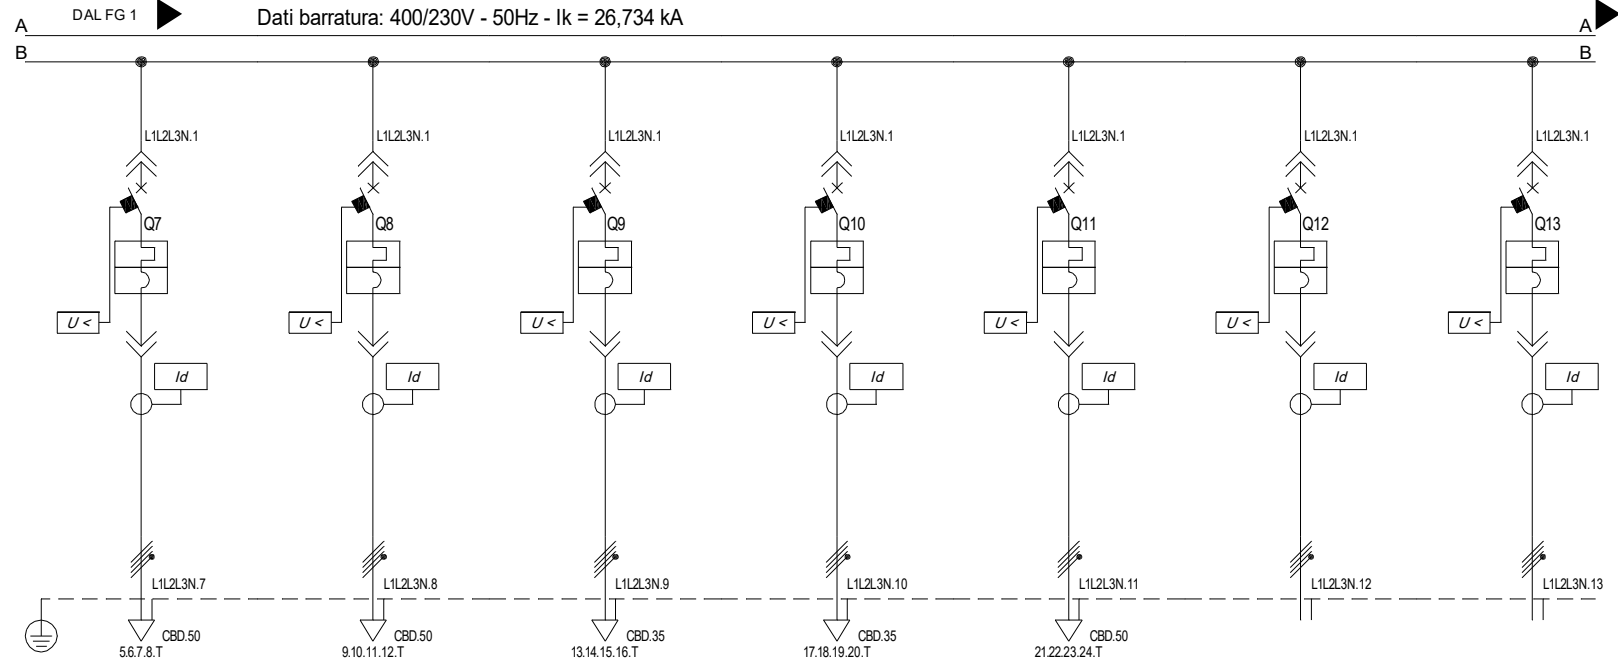 DAL FG 1
Dati barratura: 400/230V - 50Hz - Ik = 26,734 kA
A A
B B
L1L2L3N.1 L1L2L3N.1 L1L2L3N.1 L1L2L3N.1 L1L2L3N.1 L1L2L3N.1 L1L2L3N.1
Q7 Q8 Q9 Q10 Q11 Q12 Q13
U < U < U < U < U < U < U <
Id Id Id Id Id Id Id
L1L2L3N.7 L1L2L3N.8 L1L2L3N.9 L1L2L3N.10 L1L2L3N.11 L1L2L3N.12 L1L2L3N.13
CBD.50 CBD.50 CBD.35 CBD.35 CBD.50
5.6.7.8.T 9.10.11.12.T 13.14.15.16.T 17.18.19.20.T 21.22.23.24.T